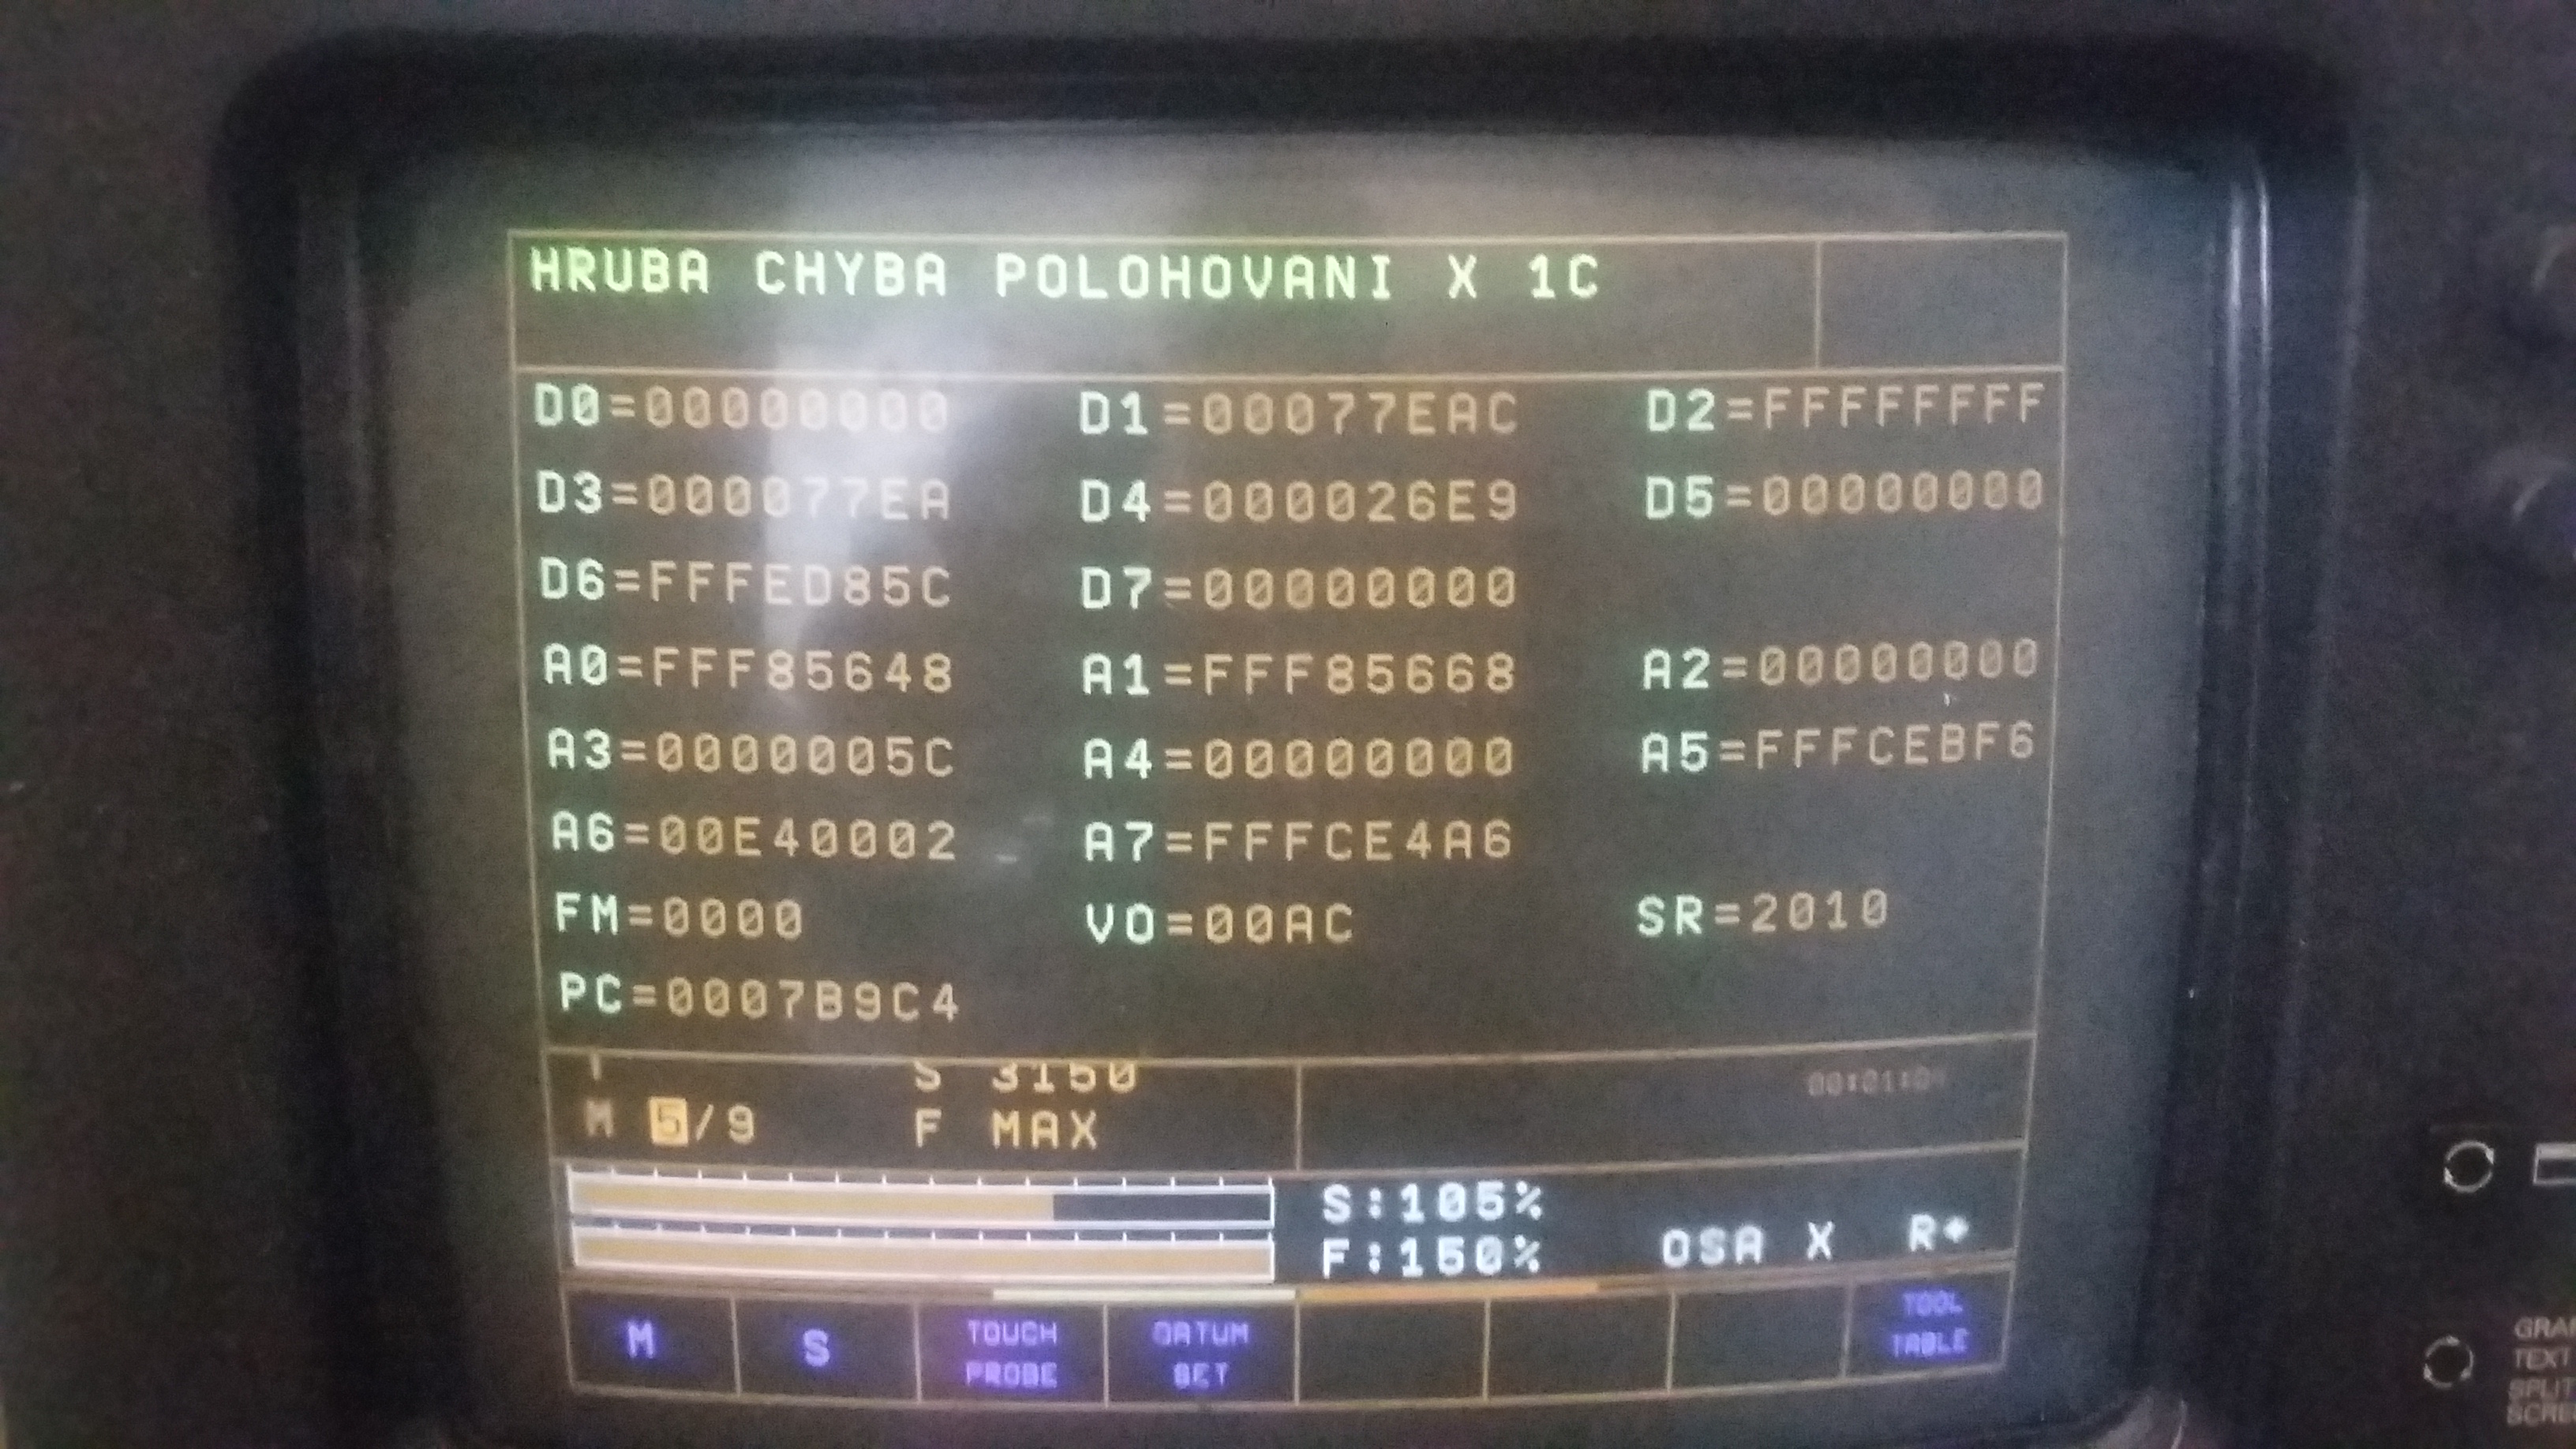 HRUBA CHYBA POLOHOVANI X 1C
D0=00000000 D1=00077EAC D2=FFFFFFFF
D3=000077EA D4=000026E9 D5=00000000
D6=FFFED85C D7=00000000
A0=FFF85648 A1=FFF85668 A2=00000000
A3=0000005C A4=00000000 A5=FFFCEBF6
A6=00E40002 A7=FFFCE4A6
FM=0000 VO=00AC SR=2010
PC=0007B9C4
T S 3150
M 5/9 F MAX
S:105%
F:150% OSA X R+
M S TOUCH PROBE DATUM SET TOOL TABLE
TEXT
SPLIT